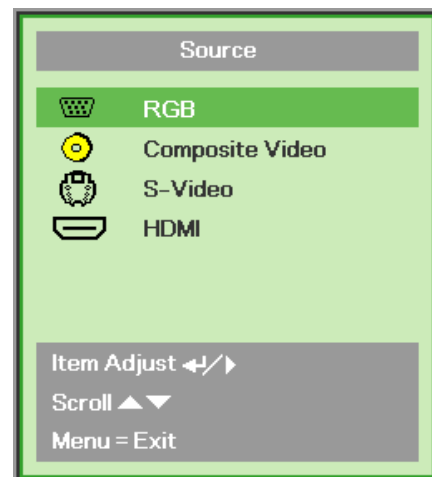 Source
RGB
Composite Video
S-Video
HDMI
Item Adjust ↵/▶
Scroll ▲▼
Menu = Exit